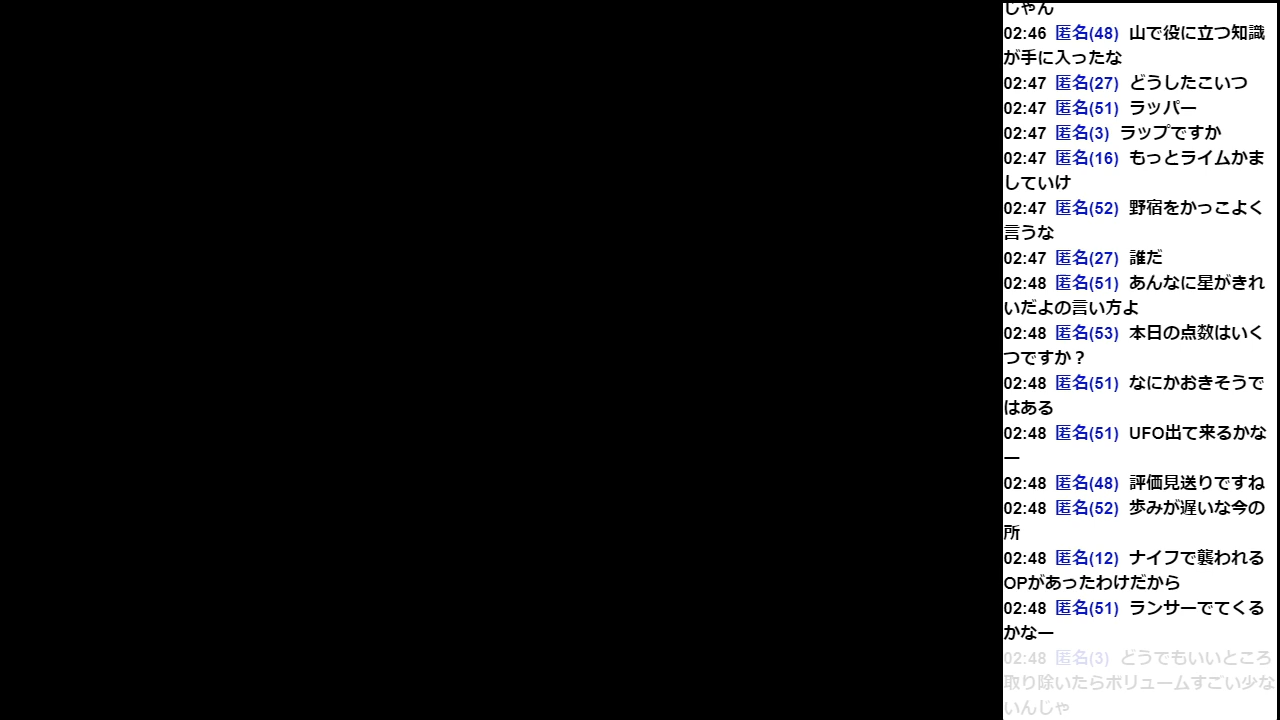 じゃん
02:46 匿名(48) 山で役に立つ知識
が手に入ったな
02:47 匿名(27) どうしたこいつ
02:47 匿名(51) ラッパー
02:47 匿名(3) ラップですか
02:47 匿名(16) もっとライムかま
していけ
02:47 匿名(52) 野宿をかっこよく
言うな
02:47 匿名(27) 誰だ
02:48 匿名(51) あんなに星がきれ
いだよの言い方よ
02:48 匿名(53) 本日の点数はいく
つですか？
02:48 匿名(51) なにかおきそうで
はある
02:48 匿名(51) UFO出て来るかな
ー
02:48 匿名(48) 評価見送りですね
02:48 匿名(52) 歩みが遅いな今の
所
02:48 匿名(12) ナイフで襲われる
OPがあったわけだから
02:48 匿名(51) ランサーでてくる
かなー
02:48 匿名(3) どうでもいいところ
取り除いたらボリュームすごい少な
いんじゃ